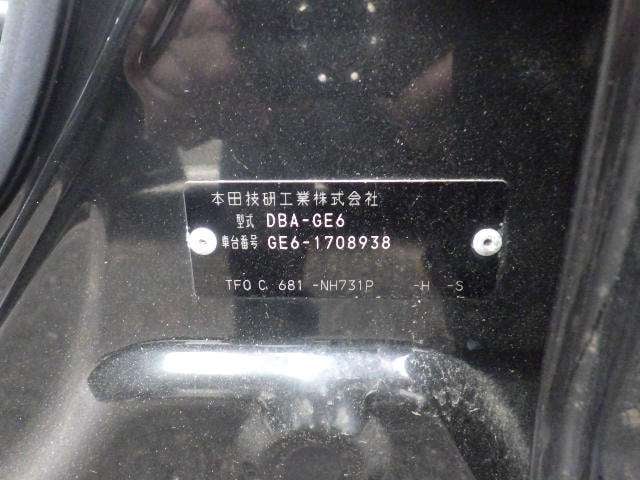 本田技研工業株式会社
型式 DBA-GE6
車台番号 GE6-1708938
TF0 C 681 -NH731P -H -S